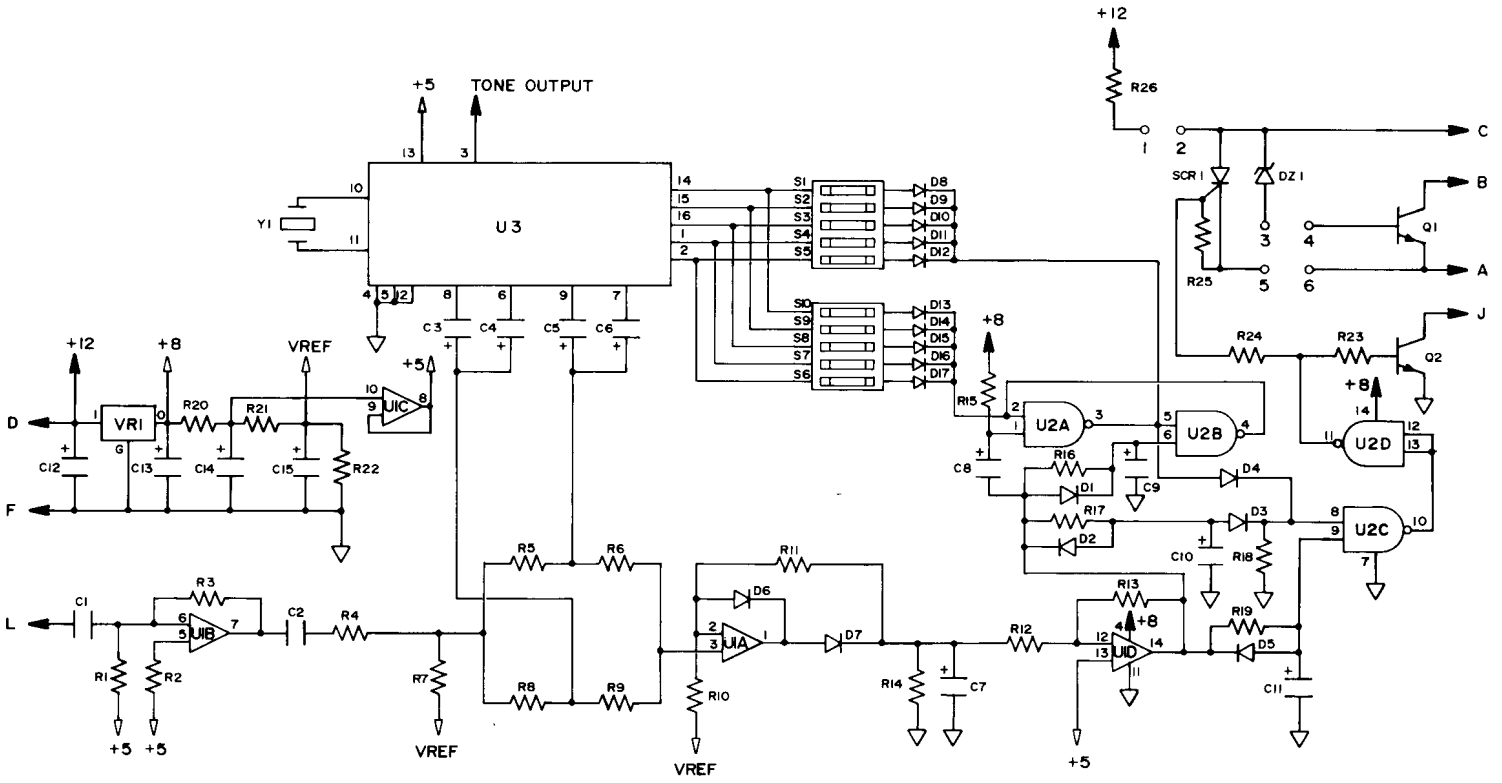 +12
R26
1 2
C
SCR1
DZ1
B
3 4
Q1
R25
5 6
A
J
R24
R23
Q2
+5
TONE OUTPUT
13 3
10
Y1
11
U3
14
15
16
1
2
4 5 12 8 6 9 7
S1
S2
S3
S4
S5
D8
D9
D10
D11
D12
S10
S9
S8
S7
S6
D13
D14
D15
D16
D17
C3 C4 C5 C6
+ + + +
+12
+8
VREF
+5
D
1 VR1 0
G
R20
R21
10
9
U1C
8
+
C12
+
C13
+
C14
+
C15
R22
F
+8
R15
2
1
U2A
3
5
6
U2B
4
+8
14
11
U2D
12
13
+
C8
R16
D1
+
C9
D4
R17
D2
D3
+
C10
R18
8
9
U2C
10
7
L
C1
R3
6
5
U1B
7
C2
R4
R1
R2
+5 +5
R7
VREF
R5 R6
R8 R9
R11
D6
2
3
U1A
1
D7
R10
VREF
R14
+
C7
R12
R13
+8
4
12
13
U1D
14
11
+5
R19
D5
+
C11